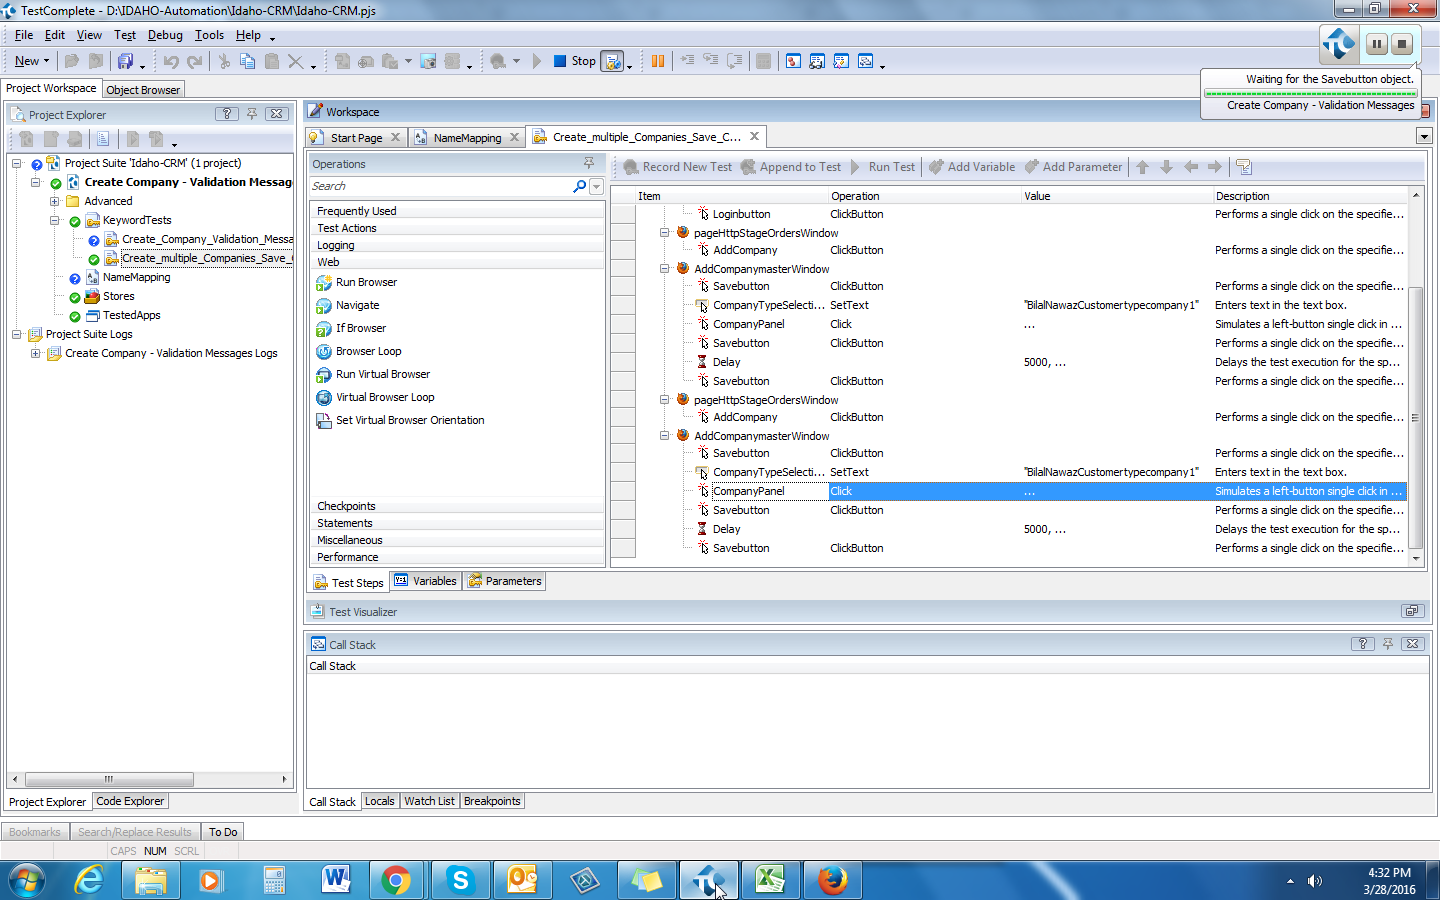 TestComplete - D:\IDAHO-Automation\Idaho-CRM\Idaho-CRM.pjs
File Edit View Test Debug Tools Help
New Stop
Waiting for the Savebutton object.
Create Company - Validation Messages
Project Workspace Object Browser
Project Explorer
Project Suite 'Idaho-CRM' (1 project)
Create Company - Validation Messag
Advanced
KeywordTests
Create_Company_Validation_Messa
Create_multiple_Companies_Save_C
NameMapping
Stores
TestedApps
Project Suite Logs
Create Company - Validation Messages Logs
Project Explorer Code Explorer
Workspace
Start Page NameMapping Create_multiple_Companies_Save_C...
Operations
Search
Frequently Used
Test Actions
Logging
Web
Run Browser
Navigate
If Browser
Browser Loop
Run Virtual Browser
Virtual Browser Loop
Set Virtual Browser Orientation
Checkpoints
Statements
Miscellaneous
Performance
Record New Test Append to Test Run Test Add Variable Add Parameter
Item Operation Value Description
Loginbutton ClickButton Performs a single click on the specifie...
pageHttpStageOrdersWindow
AddCompany ClickButton Performs a single click on the specifie...
AddCompanymasterWindow
Savebutton ClickButton Performs a single click on the specifie...
CompanyTypeSelecti... SetText "BilalNawazCustomertypecompany1" Enters text in the text box.
CompanyPanel Click ... Simulates a left-button single click in ...
Savebutton ClickButton Performs a single click on the specifie...
Delay 5000, ... Delays the test execution for the sp...
Savebutton ClickButton Performs a single click on the specifie...
pageHttpStageOrdersWindow
AddCompany ClickButton Performs a single click on the specifie...
AddCompanymasterWindow
Savebutton ClickButton Performs a single click on the specifie...
CompanyTypeSelecti... SetText "BilalNawazCustomertypecompany1" Enters text in the text box.
CompanyPanel Click ... Simulates a left-button single click in ...
Savebutton ClickButton Performs a single click on the specifie...
Delay 5000, ... Delays the test execution for the sp...
Savebutton ClickButton Performs a single click on the specifie...
Test Steps Variables Parameters
Test Visualizer
Call Stack
Call Stack
Call Stack Locals Watch List Breakpoints
Bookmarks Search/Replace Results To Do
CAPS NUM SCRL
4:32 PM
3/28/2016